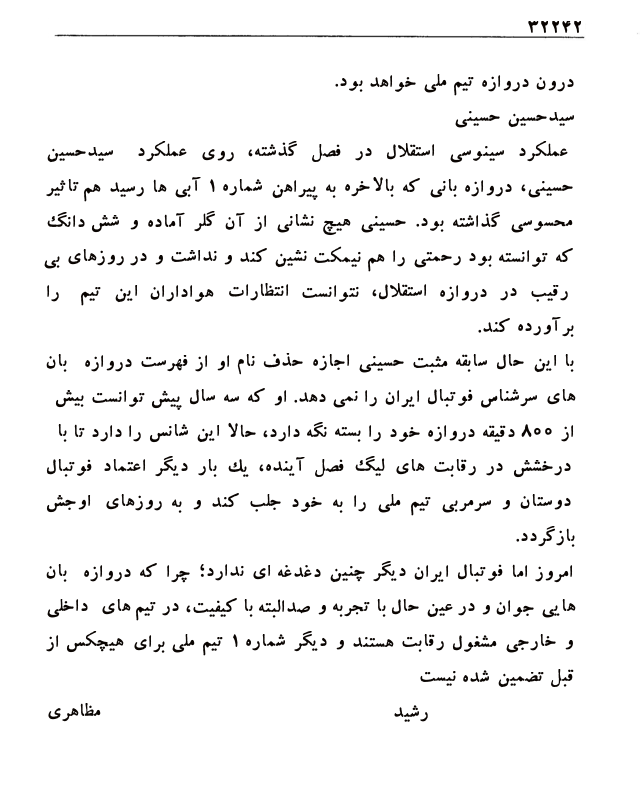 ۳۲۲۴۲
درون دروازه تیم ملی خواهد بود.
سیدحسین حسینی
عملکرد سینوسی استقلال در فصل گذشته، روی عملکرد سیدحسین
حسینی، دروازه بانی که بالاخره به پیراهن شماره ۱ آبی ها رسید هم تاثیر
محسوسی گذاشته بود. حسینی هیچ نشانی از آن گلر آماده و شش دانگ
که توانسته بود رحمتی را هم نیمکت نشین کند و نداشت و در روزهای بی
رقیب در دروازه استقلال، نتوانست انتظارات هواداران این تیم را
برآورده کند.
با این حال سابقه مثبت حسینی اجازه حذف نام او از فهرست دروازه بان
های سرشناس فوتبال ایران را نمی دهد. او که سه سال پیش توانست بیش
از ۸۰۰ دقیقه دروازه خود را بسته نگه دارد، حالا این شانس را دارد تا با
درخشش در رقابت های لیگ فصل آینده، یك بار دیگر اعتماد فوتبال
دوستان و سرمربی تیم ملی را به خود جلب کند و به روزهای اوجش
بازگردد.
امروز اما فوتبال ایران دیگر چنین دغدغه ای ندارد؛ چرا که دروازه بان
هایی جوان و در عین حال با تجربه و صدالبته با کیفیت، در تیم های داخلی
و خارجی مشغول رقابت هستند و دیگر شماره ۱ تیم ملی برای هیچکس از
قبل تضمین شده نیست
رشید مظاهری